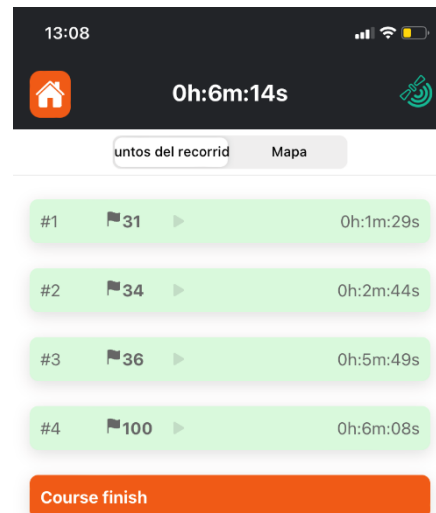 13:08
0h:6m:14s
untos del recorrid Mapa
#1 31 0h:1m:29s
#2 34 0h:2m:44s
#3 36 0h:5m:49s
#4 100 0h:6m:08s
Course finish